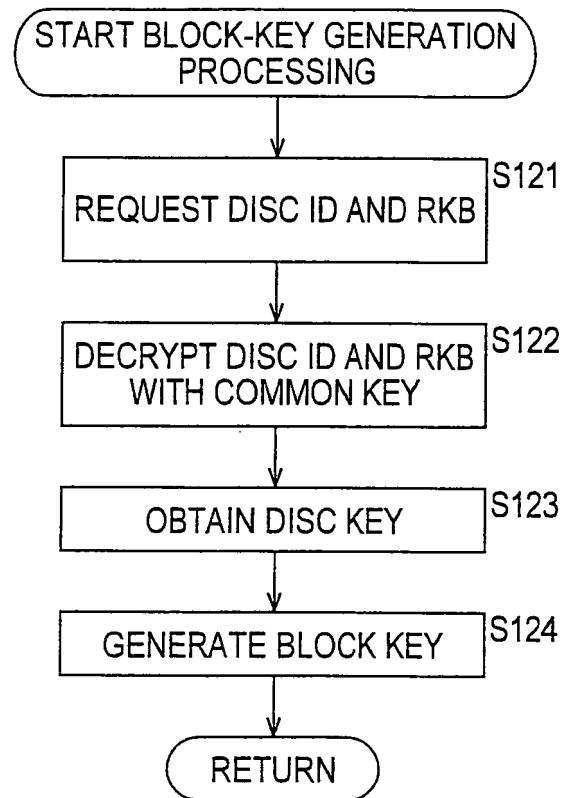 START BLOCK-KEY GENERATION
PROCESSING
S121
REQUEST DISC ID AND RKB
S122
DECRYPT DISC ID AND RKB
WITH COMMON KEY
S123
OBTAIN DISC KEY
S124
GENERATE BLOCK KEY
RETURN